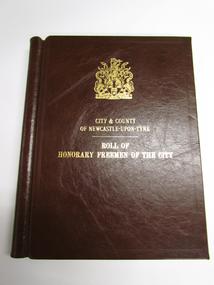 CITY & COUNTY
OF NEWCASTLE-UPON-TYNE
ROLL OF
HONORARY FREEMEN OF THE CITY